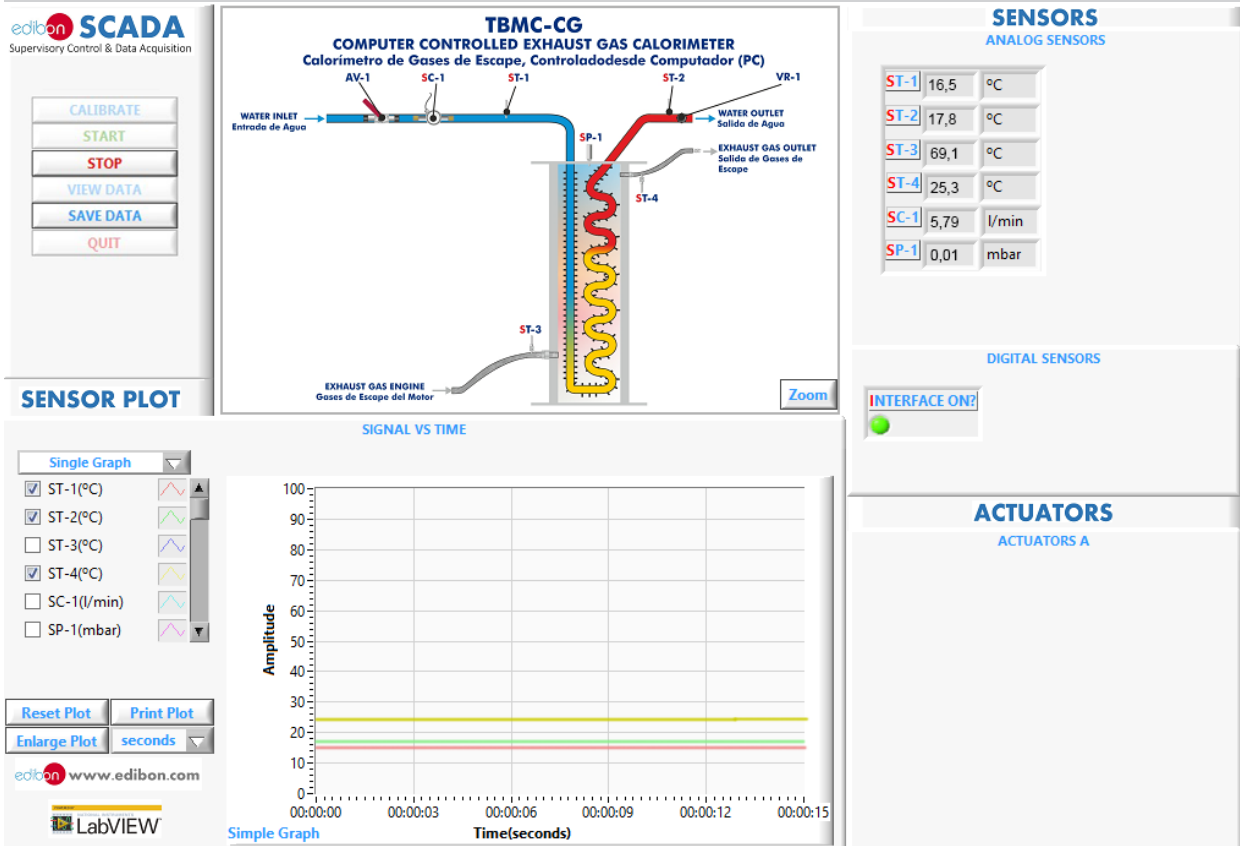 edibon SCADA
Supervisory Control & Data Acquisition
CALIBRATE
START
STOP
VIEW DATA
SAVE DATA
QUIT
TBMC-CG
COMPUTER CONTROLLED EXHAUST GAS CALORIMETER
Calorímetro de Gases de Escape, Controladodesde Computador (PC)
AV-1
SC-1
ST-1
ST-2
VR-1
WATER INLET
Entrada de Agua
WATER OUTLET
Salida de Agua
SP-1
EXHAUST GAS OUTLET
Salida de Gases de
Escape
ST-4
ST-3
EXHAUST GAS ENGINE
Gases de Escape del Motor
Zoom
SENSORS
ANALOG SENSORS
ST-1 16,5 ºC
ST-2 17,8 ºC
ST-3 69,1 ºC
ST-4 25,3 ºC
SC-1 5,79 l/min
SP-1 0,01 mbar
DIGITAL SENSORS
INTERFACE ON?
ACTUATORS
ACTUATORS A
SENSOR PLOT
SIGNAL VS TIME
Single Graph
ST-1(ºC)
ST-2(ºC)
ST-3(ºC)
ST-4(ºC)
SC-1(l/min)
SP-1(mbar)
Reset Plot
Print Plot
Enlarge Plot
seconds
edibon www.edibon.com
LabVIEW
Amplitude
100
90
80
70
60
50
40
30
20
10
0
00:00:00 00:00:03 00:00:06 00:00:09 00:00:12 00:00:15
Simple Graph
Time(seconds)